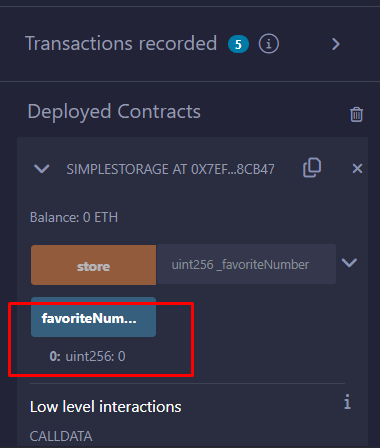 Transactions recorded 5 i
Deployed Contracts
SIMPLESTORAGE AT 0X7EF...8CB47
Balance: 0 ETH
store uint256 _favoriteNumber
favoriteNum...
0: uint256: 0
Low level interactions i
CALLDATA